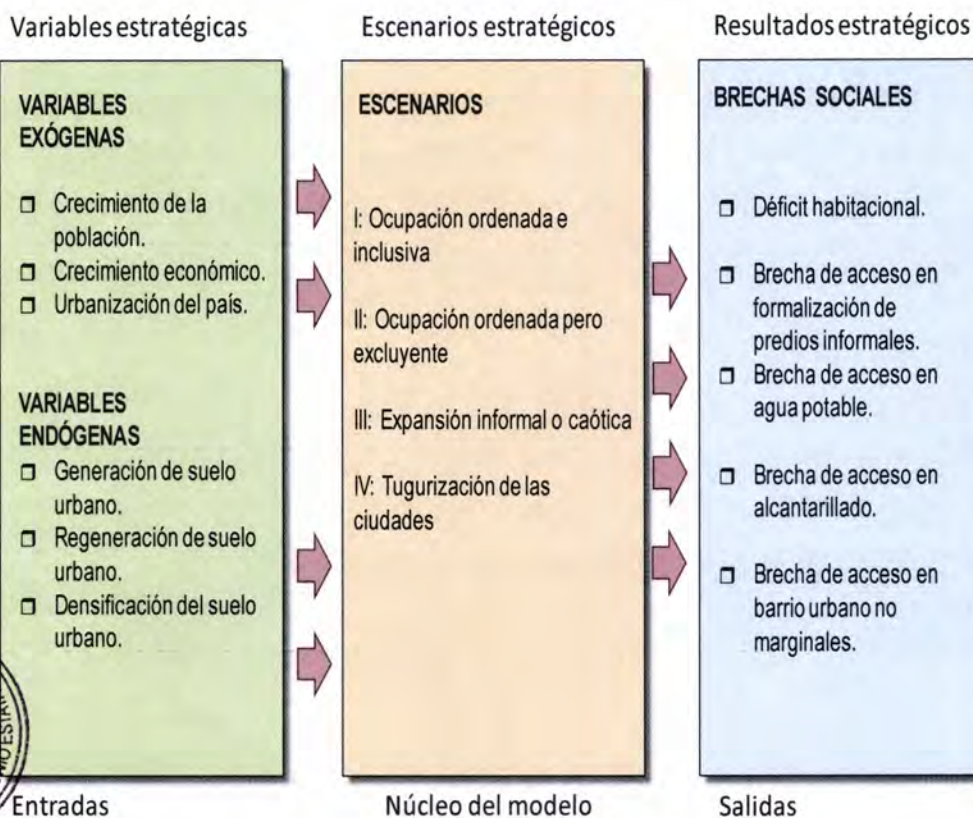 Variables estratégicas
Escenarios estratégicos
Resultados estratégicos
VARIABLES
EXÓGENAS
Crecimiento de la
población.
Crecimiento económico.
Urbanización del país.
VARIABLES
ENDÓGENAS
Generación de suelo
urbano.
Regeneración de suelo
urbano.
Densificación del suelo
urbano.
Entradas
ESCENARIOS
I: Ocupación ordenada e
inclusiva
II: Ocupación ordenada pero
excluyente
III: Expansión informal o caótica
IV: Tugurización de las
ciudades
Núcleo del modelo
BRECHAS SOCIALES
Déficit habitacional.
Brecha de acceso en
formalización de
predios informales.
Brecha de acceso en
agua potable.
Brecha de acceso en
alcantarillado.
Brecha de acceso en
barrio urbano no
marginales.
Salidas